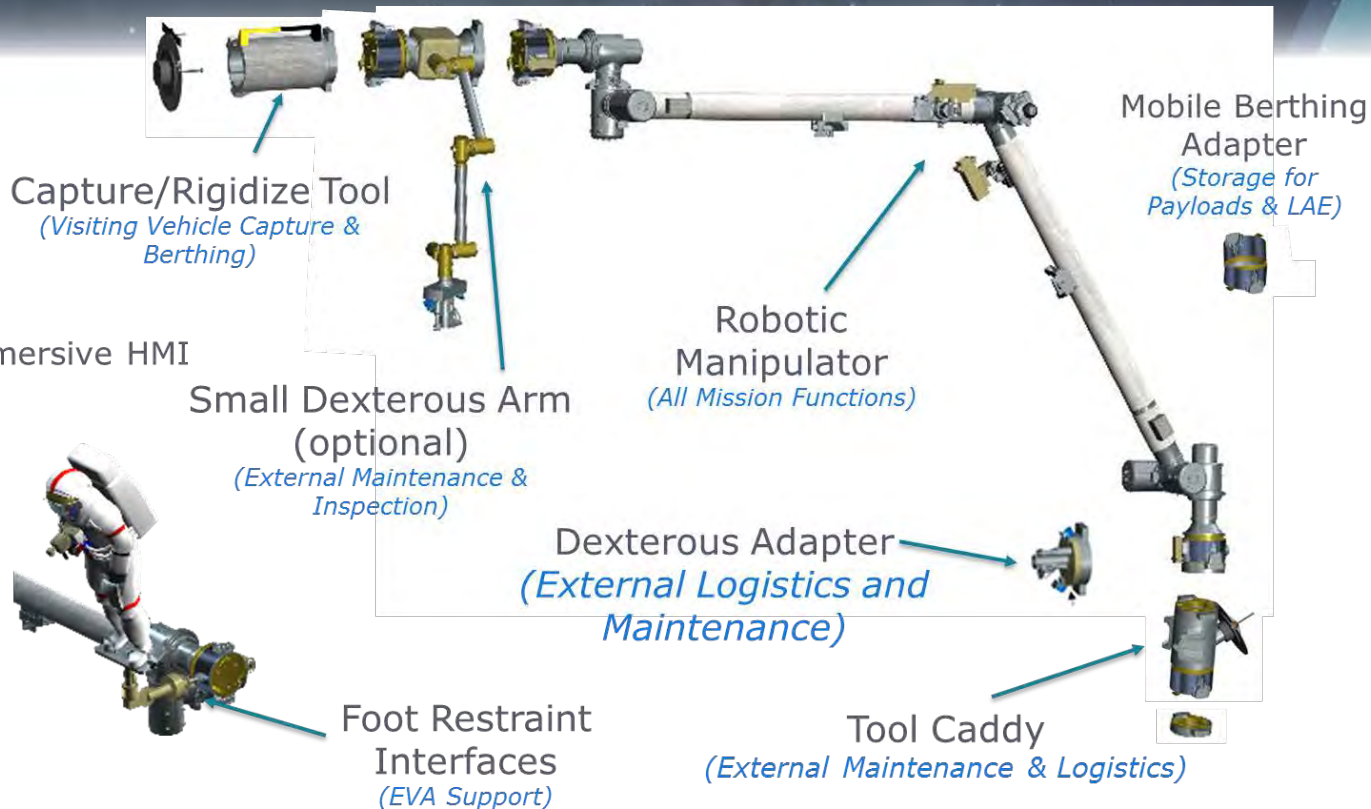 Capture/Rigidize Tool
(Visiting Vehicle Capture &
Berthing)
Mobile Berthing
Adapter
(Storage for
Payloads & LAE)
Robotic
Manipulator
(All Mission Functions)
HMI
Small Dexterous Arm
(optional)
(External Maintenance &
Inspection)
Dexterous Adapter
(External Logistics and
Maintenance)
Foot Restraint
Interfaces
(EVA Support)
Tool Caddy
(External Maintenance & Logistics)